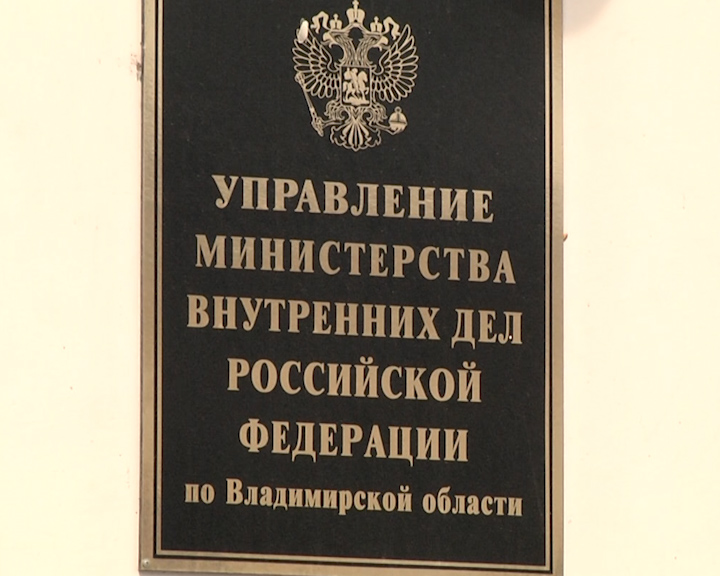 УПРАВЛЕНИЕ
МИНИСТЕРСТВА
ВНУТРЕННИХ ДЕЛ
РОССИЙСКОЙ
ФЕДЕРАЦИИ
по Владимирской области